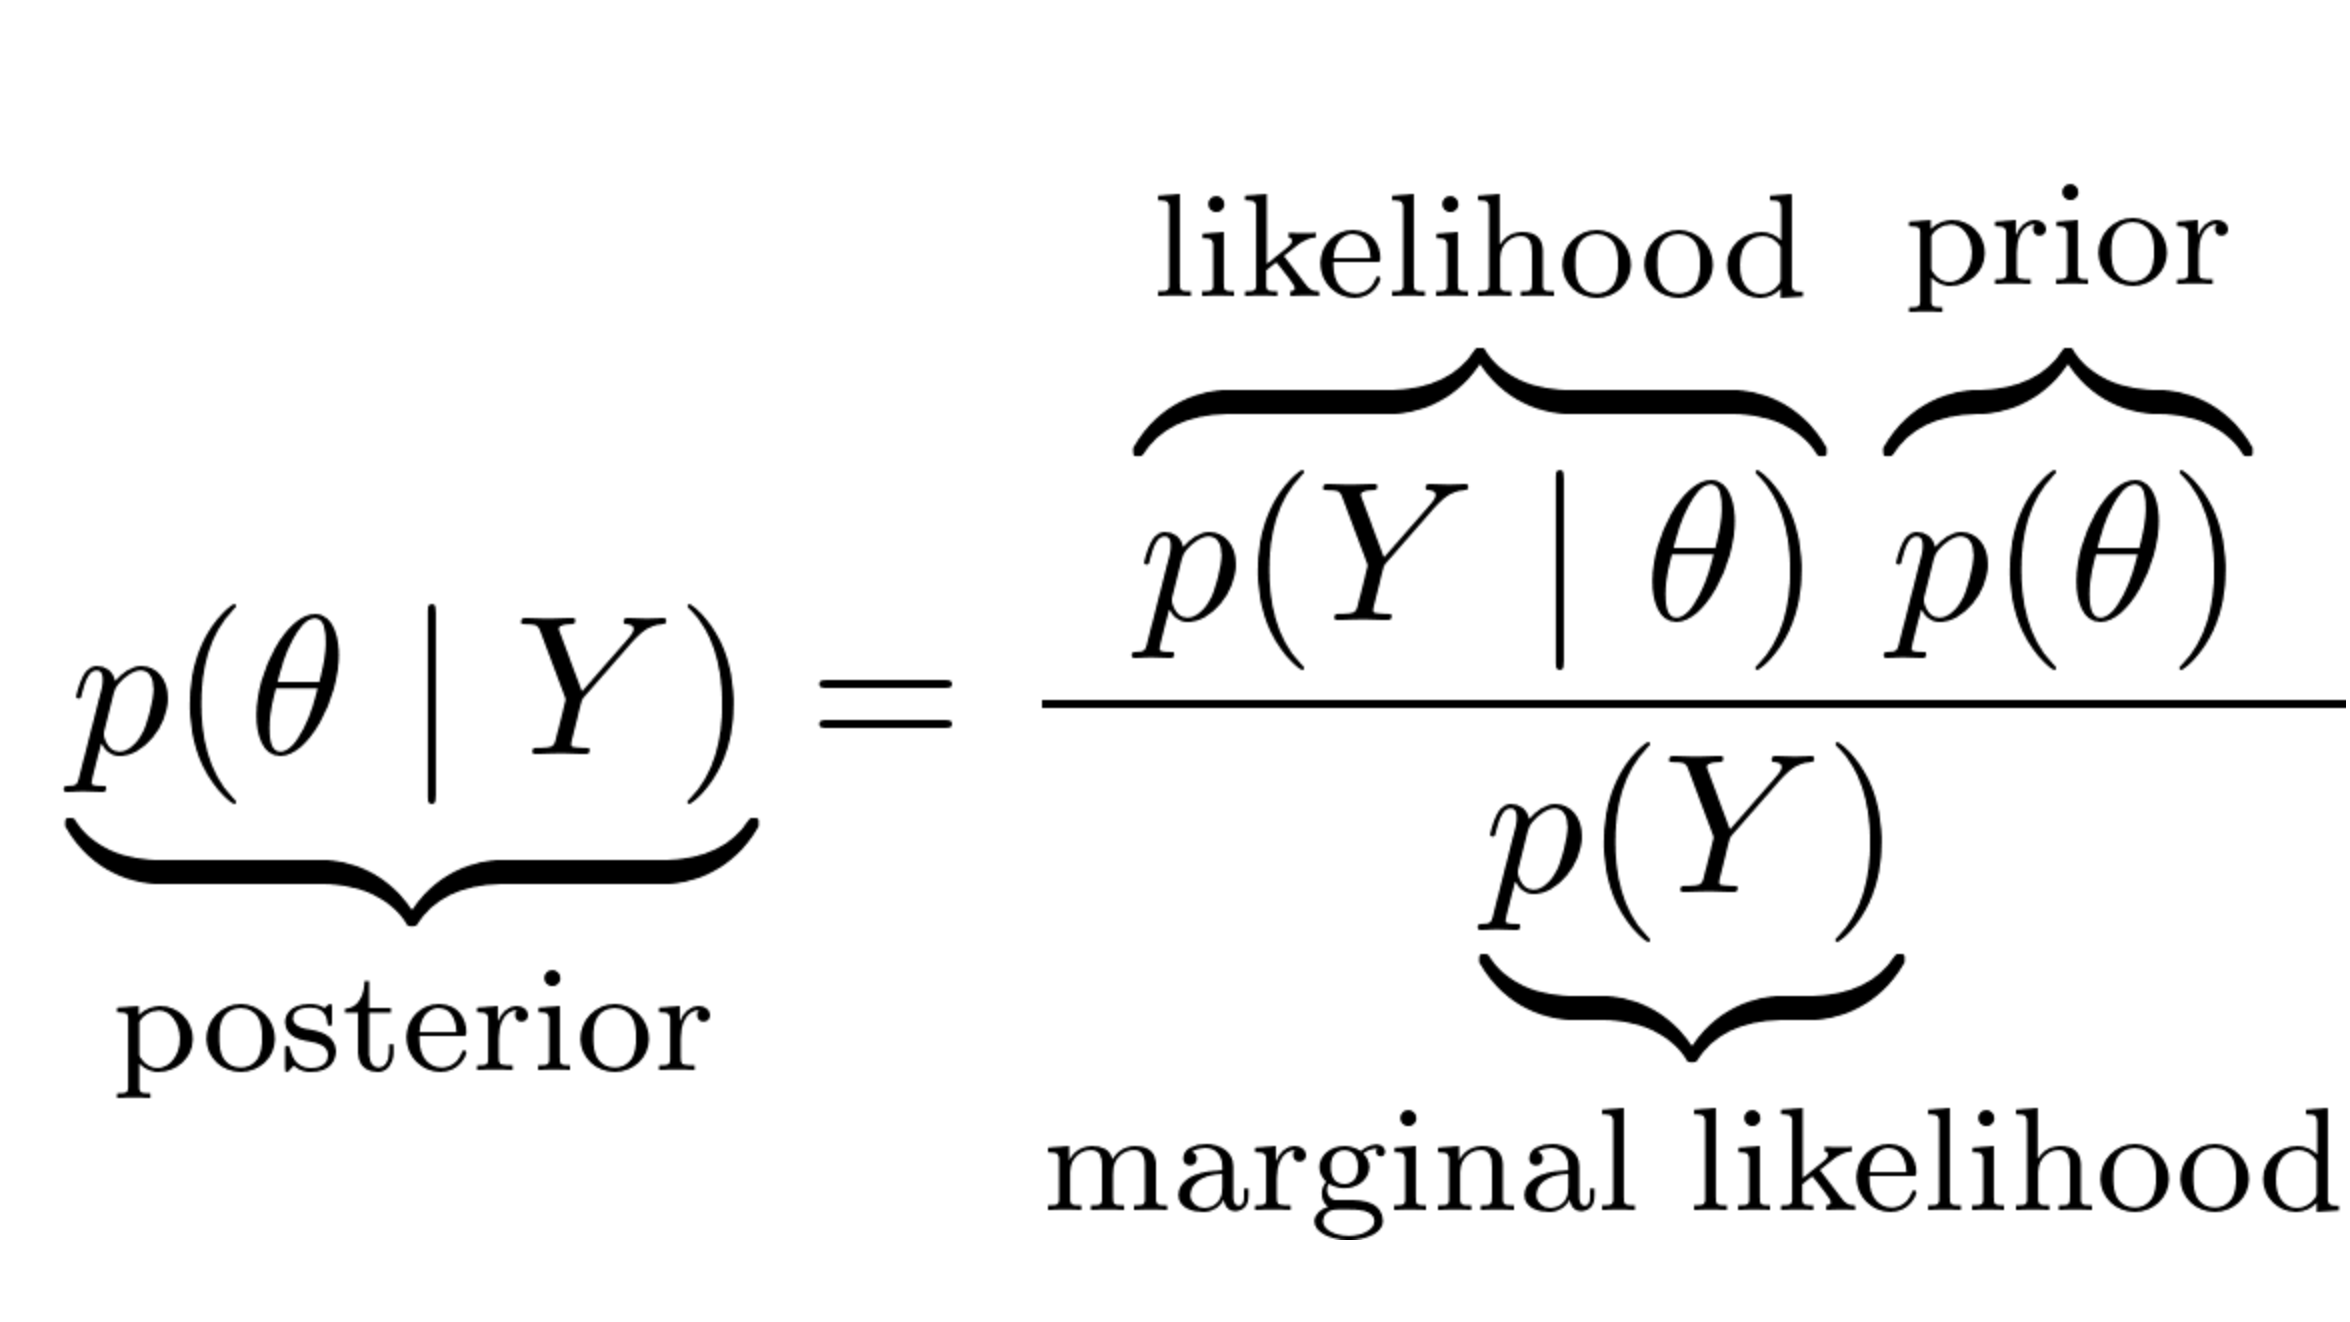 likelihood prior
p(Y | θ) p(θ)
p(θ | Y) =
p(Y)
posterior
marginal likelihood